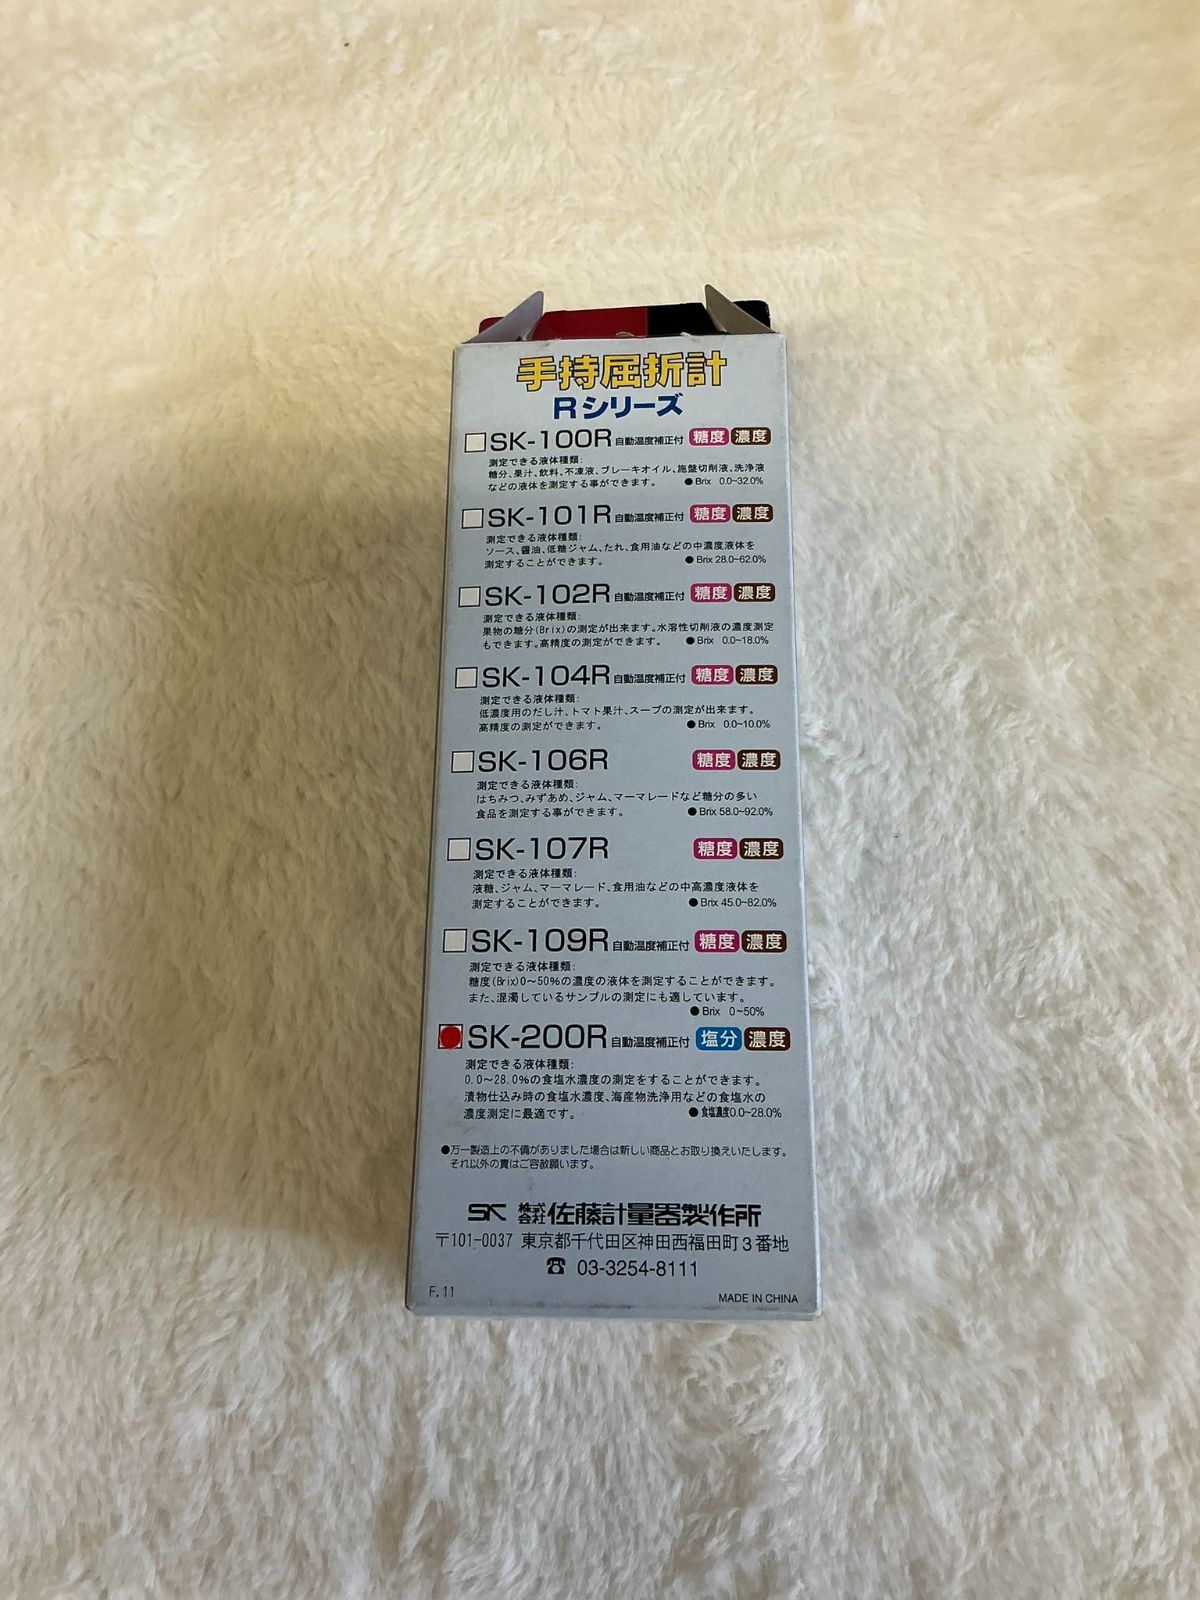 手持屈折計
Rシリーズ
SK-100R 自動温度補正付 糖度 濃度
測定できる液体種類:
糖分、果汁、飲料、不凍液、ブレーキオイル、施盤切削液、洗浄液
などの液体を測定する事ができます。 ● Brix 0.0~32.0%
SK-101R 自動温度補正付 糖度 濃度
測定できる液体種類:
ソース、醤油、低糖ジャム、たれ、食用油などの中濃度液体を
測定することができます。 ● Brix 28.0~62.0%
SK-102R 自動温度補正付 糖度 濃度
測定できる液体種類:
果物の糖分(Brix)の測定が出来ます。水溶性切削液の濃度測定
もできます。高精度の測定ができます。 ● Brix 0.0~18.0%
SK-104R 自動温度補正付 糖度 濃度
測定できる液体種類:
低濃度用のだし汁、トマト果汁、スープの測定が出来ます。
高精度の測定ができます。 ● Brix 0.0~10.0%
SK-106R 糖度 濃度
測定できる液体種類:
はちみつ、みずあめ、ジャム、マーマレードなど糖分の多い
食品を測定する事ができます。 ● Brix 58.0~92.0%
SK-107R 糖度 濃度
測定できる液体種類:
液糖、ジャム、マーマレード、食用油などの中高濃度液体を
測定することができます。 ● Brix 45.0~82.0%
SK-109R 自動温度補正付 糖度 濃度
測定できる液体種類:
糖度(Brix)0~50%の濃度の液体を測定することができます。
また、混濁しているサンプルの測定にも適しています。
● Brix 0~50%
SK-200R 自動温度補正付 塩分 濃度
測定できる液体種類:
0.0~28.0%の食塩水濃度の測定をすることができます。
漬物仕込み時の食塩水濃度、海産物洗浄用などの食塩水の
濃度測定に最適です。 ● 食塩濃度0.0~28.0%
●万一製造上の不備がありました場合は新しい商品とお取り換えいたします。
それ以外の責はご容赦願います。
SK 株式会社 佐藤計量器製作所
〒101-0037 東京都千代田区神田西福田町3番地
☎ 03-3254-8111
F.11 MADE IN CHINA